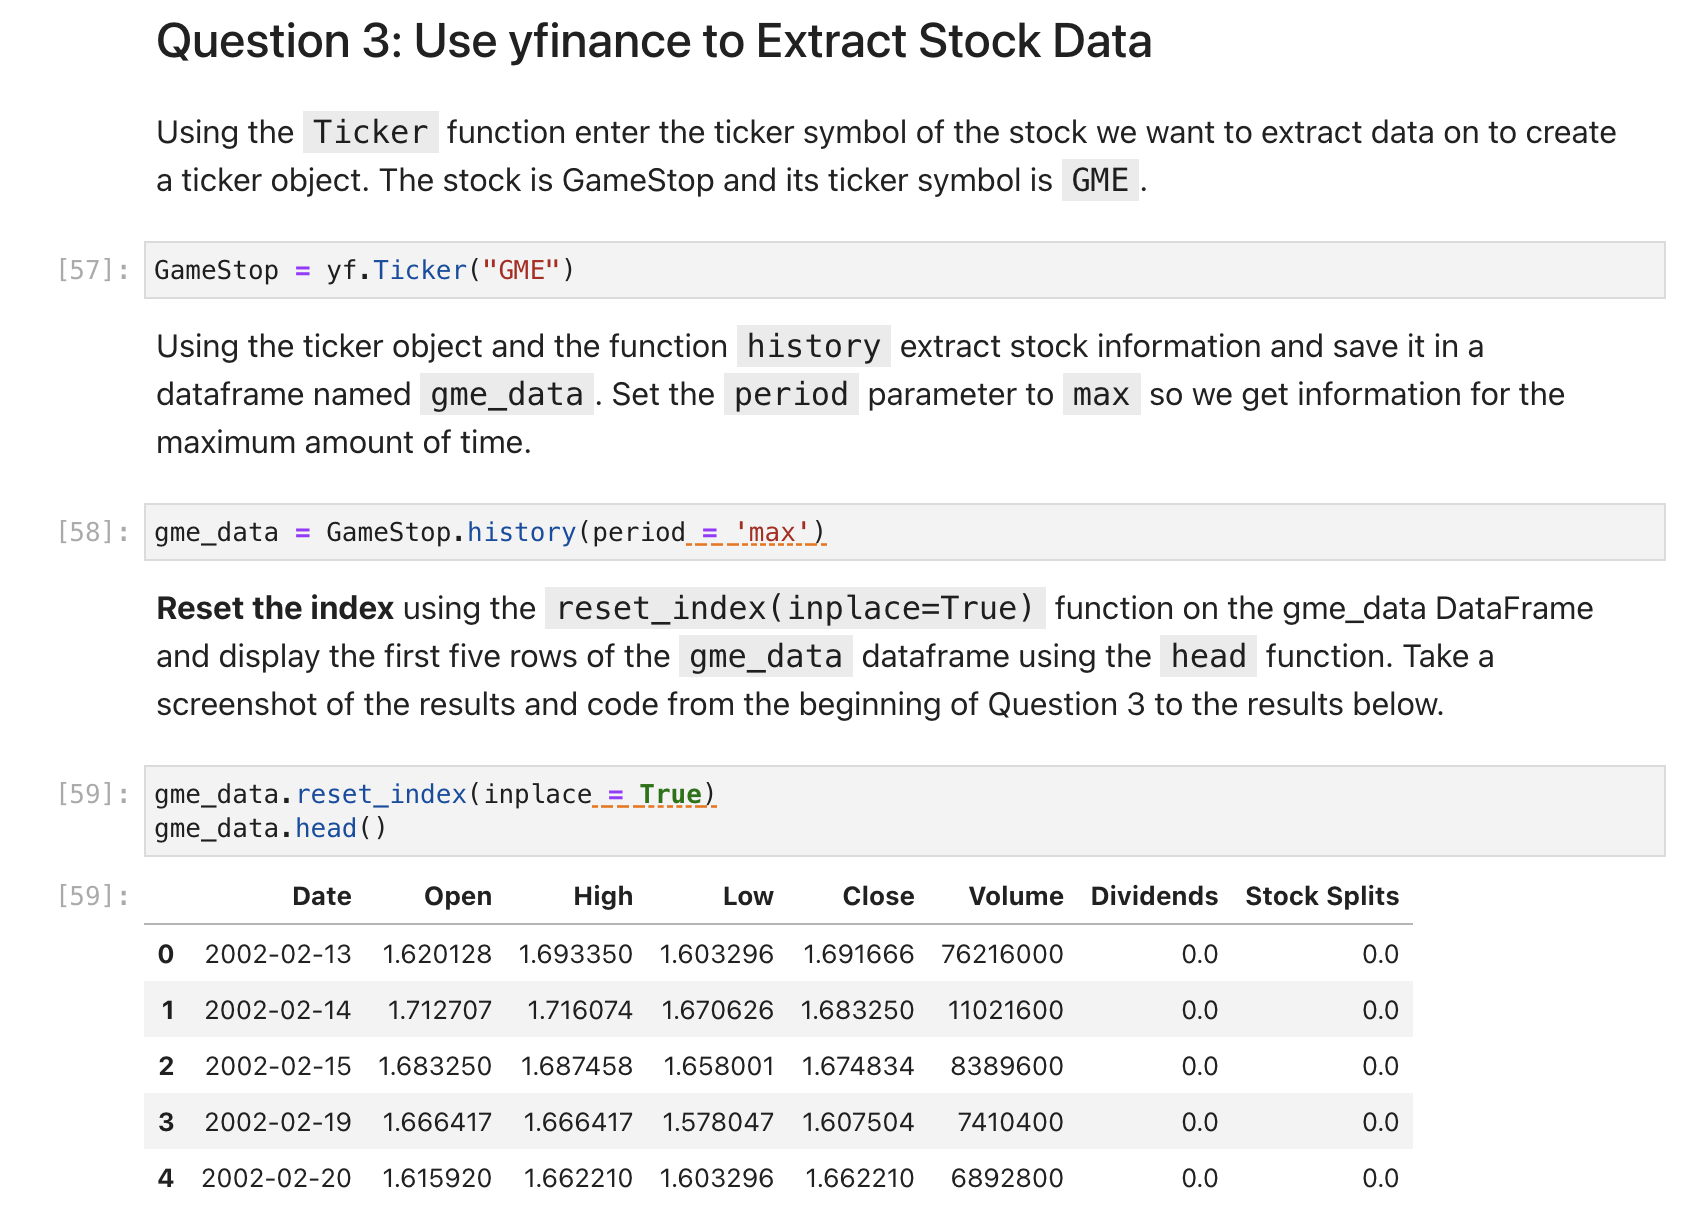 Question 3: Use yfinance to Extract Stock Data
Using the Ticker function enter the ticker symbol of the stock we want to extract data on to create
a ticker object. The stock is GameStop and its ticker symbol is GME .
[57]: GameStop = yf.Ticker("GME")
Using the ticker object and the function history extract stock information and save it in a
dataframe named gme_data . Set the period parameter to max so we get information for the
maximum amount of time.
[58]: gme_data = GameStop.history(period = 'max')
Reset the index using the reset_index(inplace=True) function on the gme_data DataFrame
and display the first five rows of the gme_data dataframe using the head function. Take a
screenshot of the results and code from the beginning of Question 3 to the results below.
[59]: gme_data.reset_index(inplace = True)
gme_data.head()
[59]: Date Open High Low Close Volume Dividends Stock Splits
0 2002-02-13 1.620128 1.693350 1.603296 1.691666 76216000 0.0 0.0
1 2002-02-14 1.712707 1.716074 1.670626 1.683250 11021600 0.0 0.0
2 2002-02-15 1.683250 1.687458 1.658001 1.674834 8389600 0.0 0.0
3 2002-02-19 1.666417 1.666417 1.578047 1.607504 7410400 0.0 0.0
4 2002-02-20 1.615920 1.662210 1.603296 1.662210 6892800 0.0 0.0